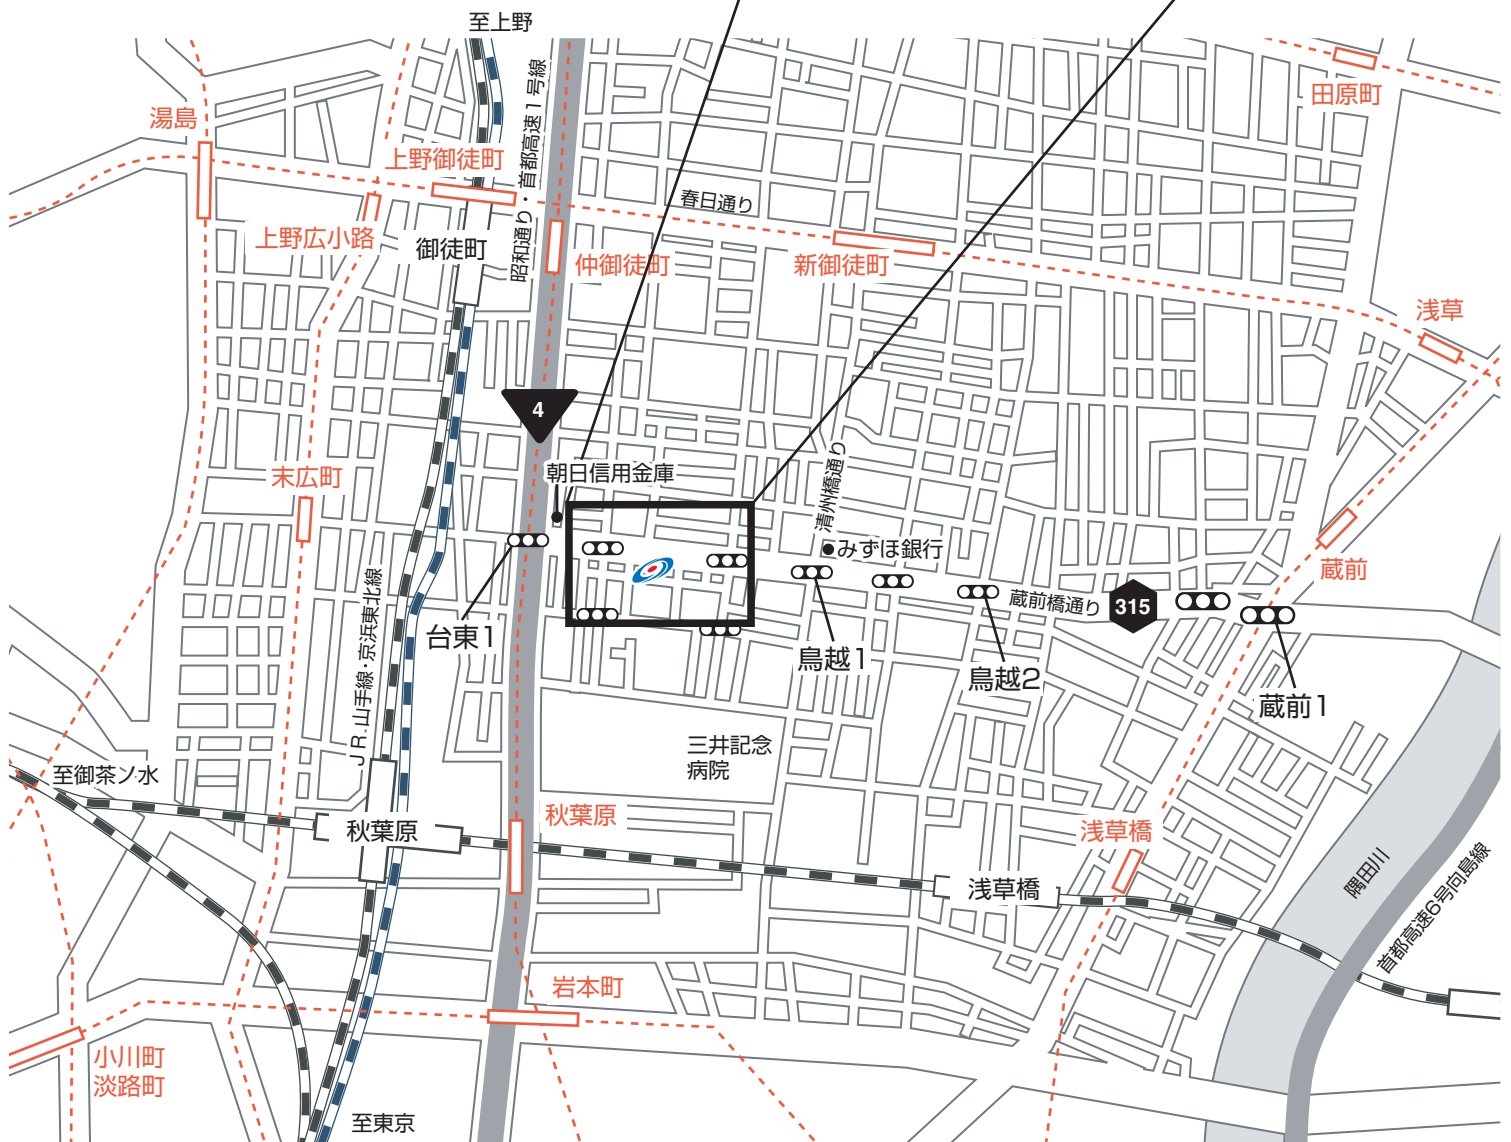 至上野
昭和通り・首都高速1号線
田原町
湯島
上野御徒町
春日通り
上野広小路
御徒町
仲御徒町
新御徒町
浅草
4
朝日信用金庫
末広町
清州橋通り
みずほ銀行
蔵前
蔵前橋通り
315
台東1
鳥越1
鳥越2
蔵前1
JR.山手線・京浜東北線
三井記念
病院
至御茶ノ水
秋葉原
秋葉原
浅草橋
浅草橋
隅田川
首都高速6号向島線
岩本町
小川町
淡路町
至東京